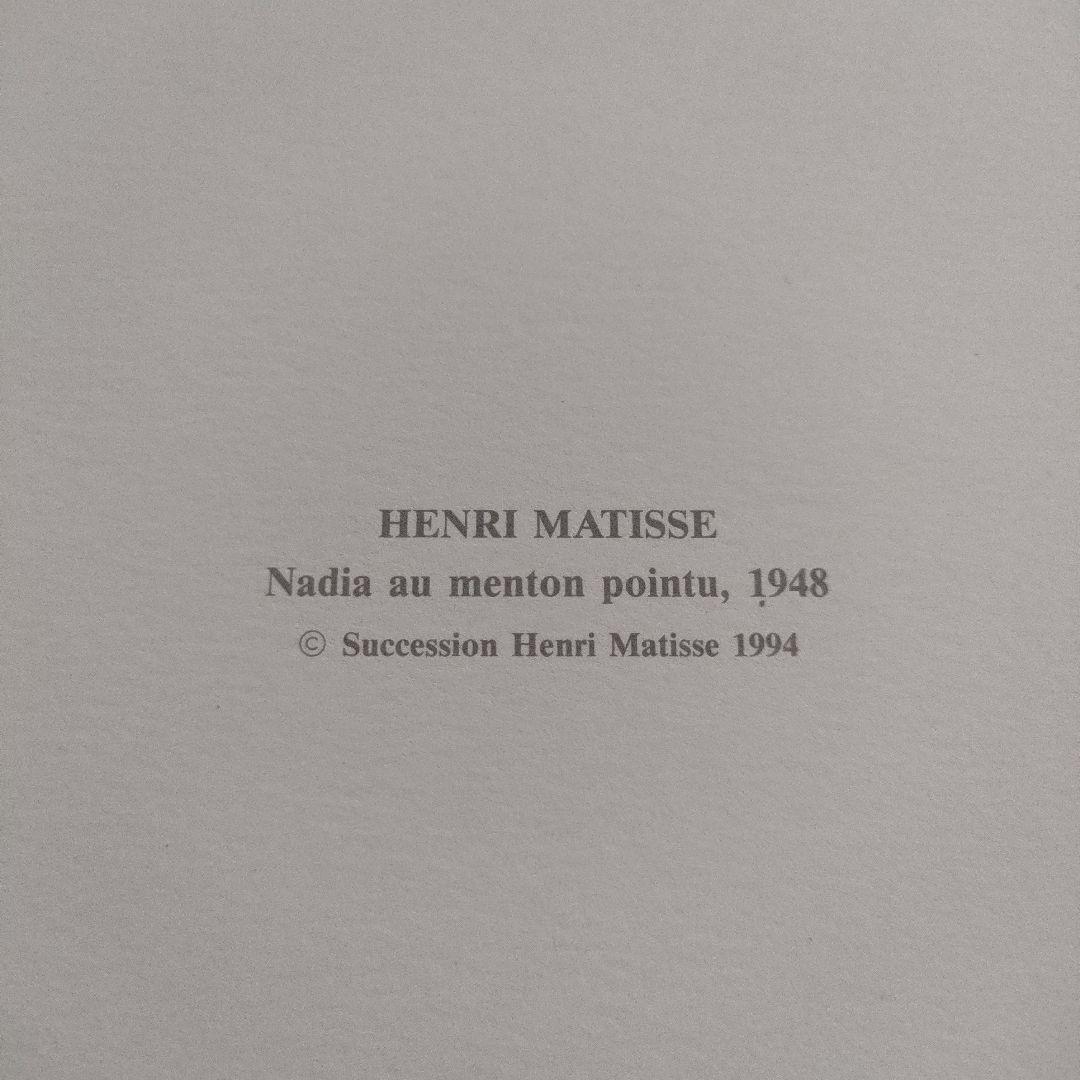 HENRI MATISSE
Nadia au menton pointu, 1948
© Succession Henri Matisse 1994